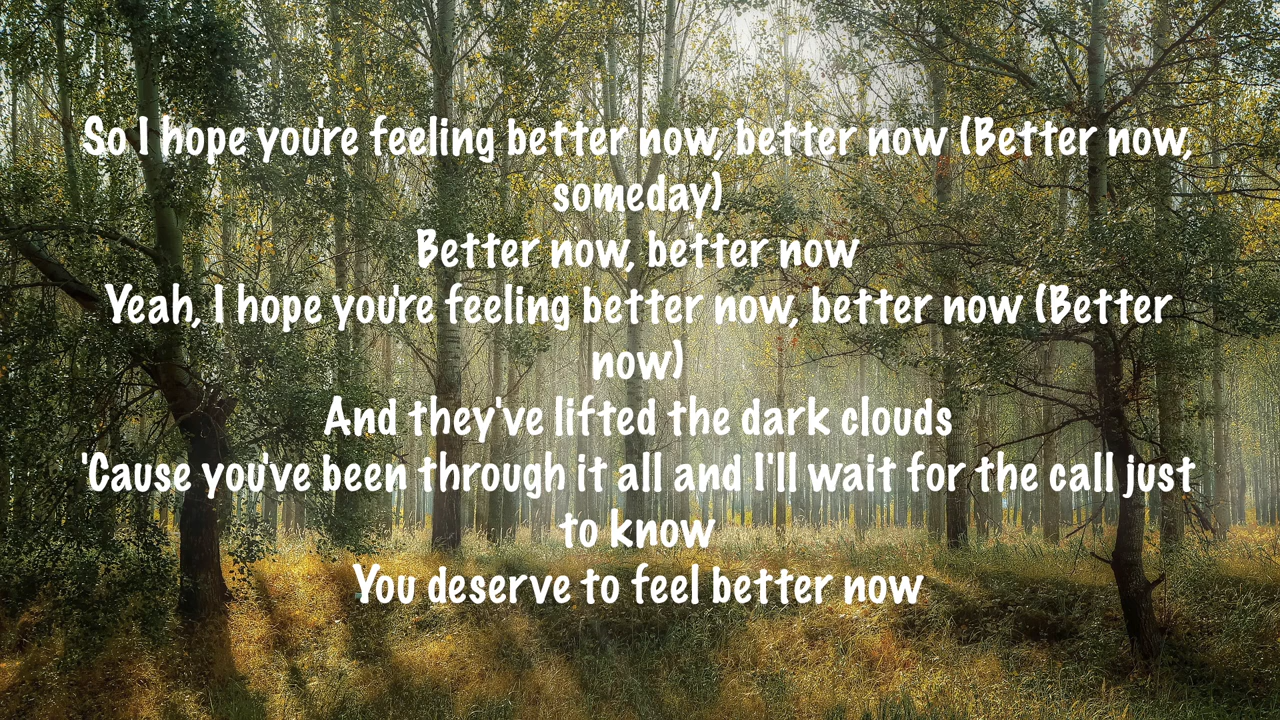 So I hope you're feeling better now, better now (Better now,
someday)
Better now, better now
Yeah, I hope you're feeling better now, better now (Better
now)
And they've lifted the dark clouds
'Cause you've been through it all and I'll wait for the call just
to know
You deserve to feel better now